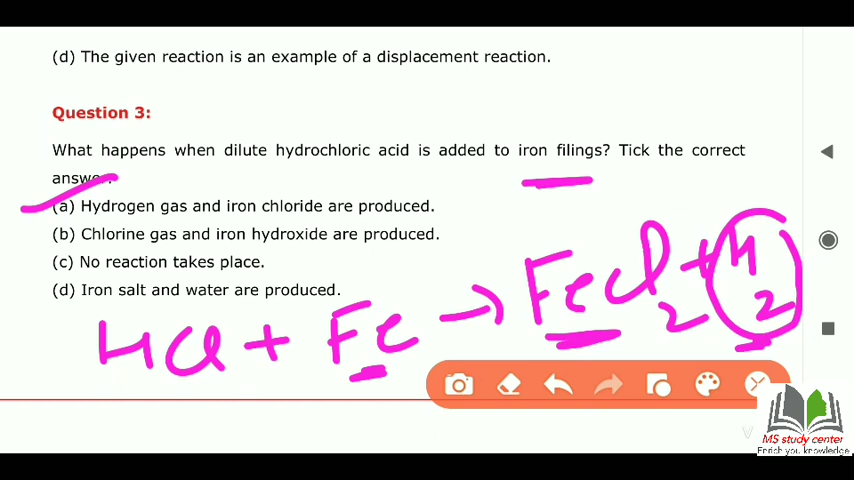 (d) The given reaction is an example of a displacement reaction.
Question 3:
What happens when dilute hydrochloric acid is added to iron filings? Tick the correct
answer.
(a) Hydrogen gas and iron chloride are produced.
(b) Chlorine gas and iron hydroxide are produced.
(c) No reaction takes place.
(d) Iron salt and water are produced.
HCl + Fe → FeCl2 + H2
MS study center
Enrich you knowledge